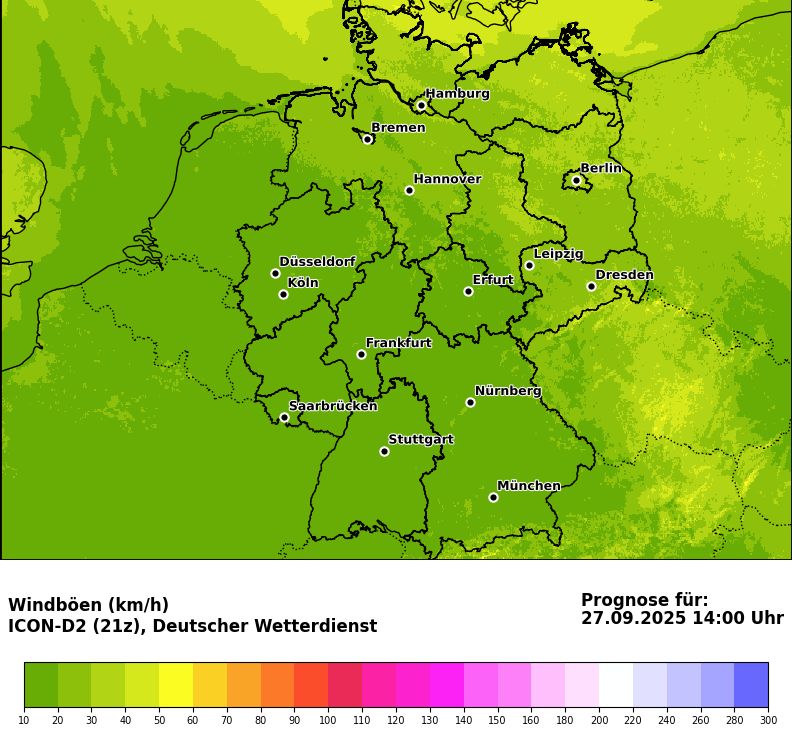 Hamburg
Bremen
Berlin
Hannover
Leipzig
Düsseldorf
Dresden
Köln
Erfurt
Frankfurt
Nürnberg
Saarbrücken
Stuttgart
München
Windböen (km/h)
ICON-D2 (21z), Deutscher Wetterdienst
Prognose für:
27.09.2025 14:00 Uhr
10 20 30 40 50 60 70 80 90 100 110 120 130 140 150 160 180 200 220 240 260 280 300